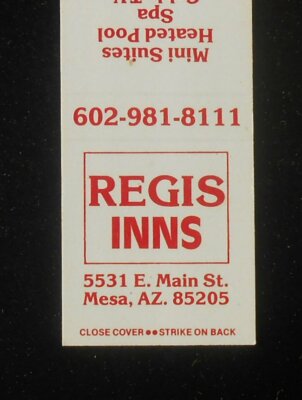 Spa
Heated Pool
Mini Suites
602-981-8111
REGIS
INNS
5531 E. Main St.
Mesa, AZ. 85205
CLOSE COVER ●● STRIKE ON BACK